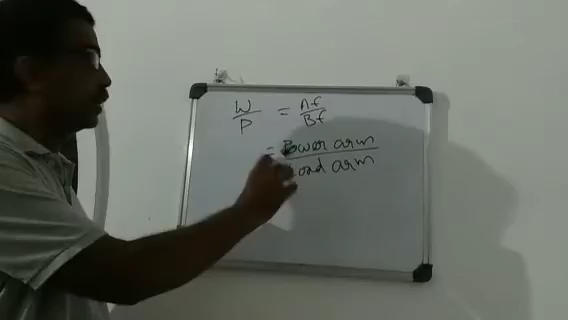 W/P = Af/Bf
= Power arm/Load arm